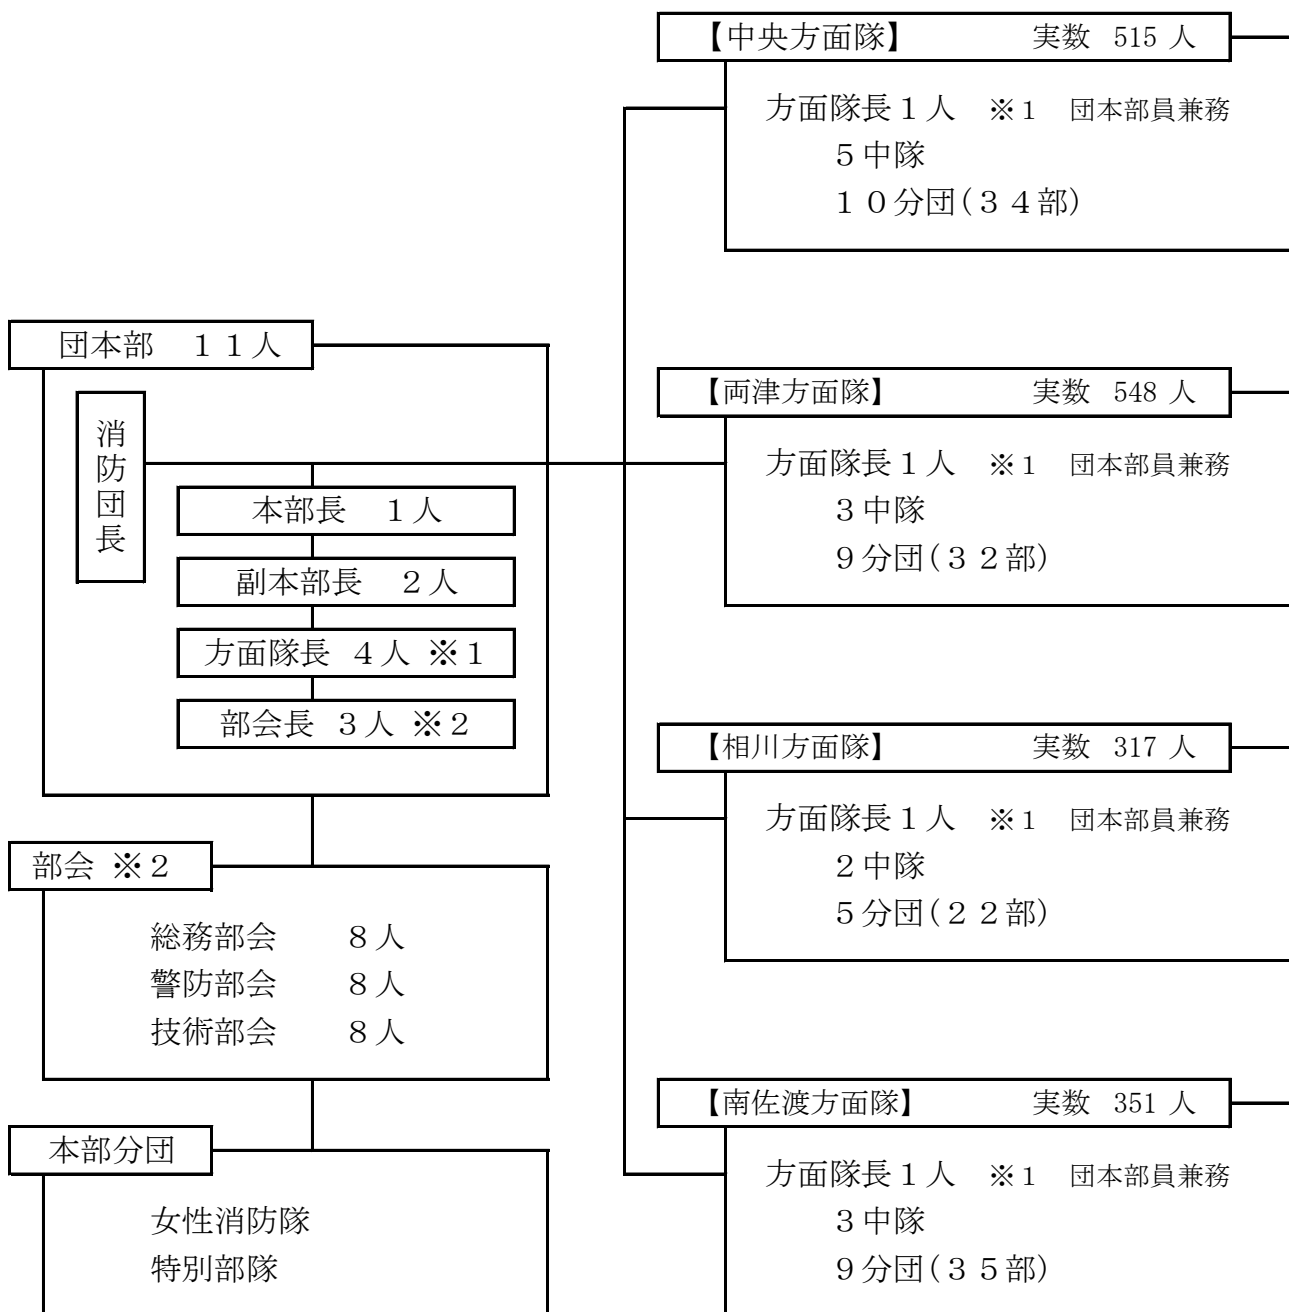 団本部　１１人
消防団長
本部長　１人
副本部長　２人
方面隊長 ４人 ※１
部会長 ３人 ※２
部会 ※２
総務部会　　８人
警防部会　　８人
技術部会　　８人
本部分団
女性消防隊
特別部隊
【中央方面隊】　　　実数 515 人
方面隊長１人　※１　団本部員兼務
５中隊
１０分団(３４部)
【両津方面隊】　　　実数 548 人
方面隊長１人　※１　団本部員兼務
３中隊
９分団(３２部)
【相川方面隊】　　　実数 317 人
方面隊長１人　※１　団本部員兼務
２中隊
５分団(２２部)
【南佐渡方面隊】　　　実数 351 人
方面隊長１人　※１　団本部員兼務
３中隊
９分団(３５部)